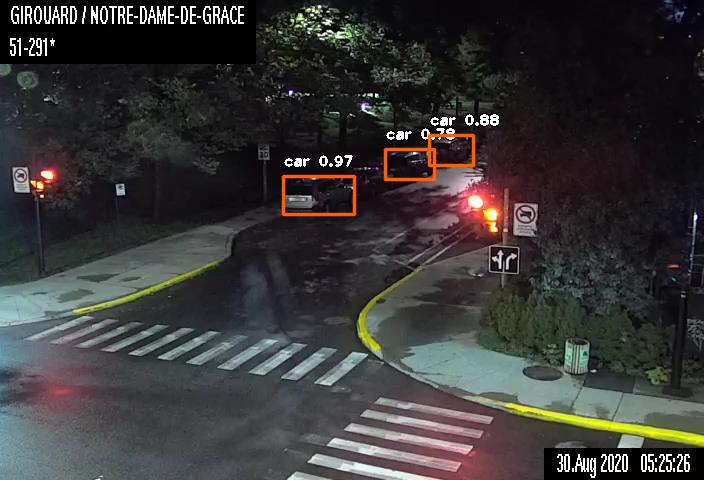 GIROUARD / NOTRE-DAME-DE-GRACE
51-291*
car 0.88
car 0.78
car 0.97
30.Aug 2020 05:25:26